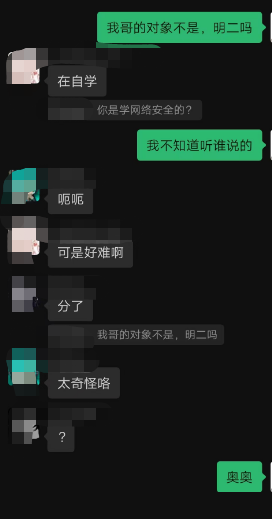 我哥的对象不是，明二吗
在自学
你是学网络安全的？
我不知道听谁说的
呃呃
可是好难啊
分了
我哥的对象不是，明二吗
太奇怪咯
？
奥奥